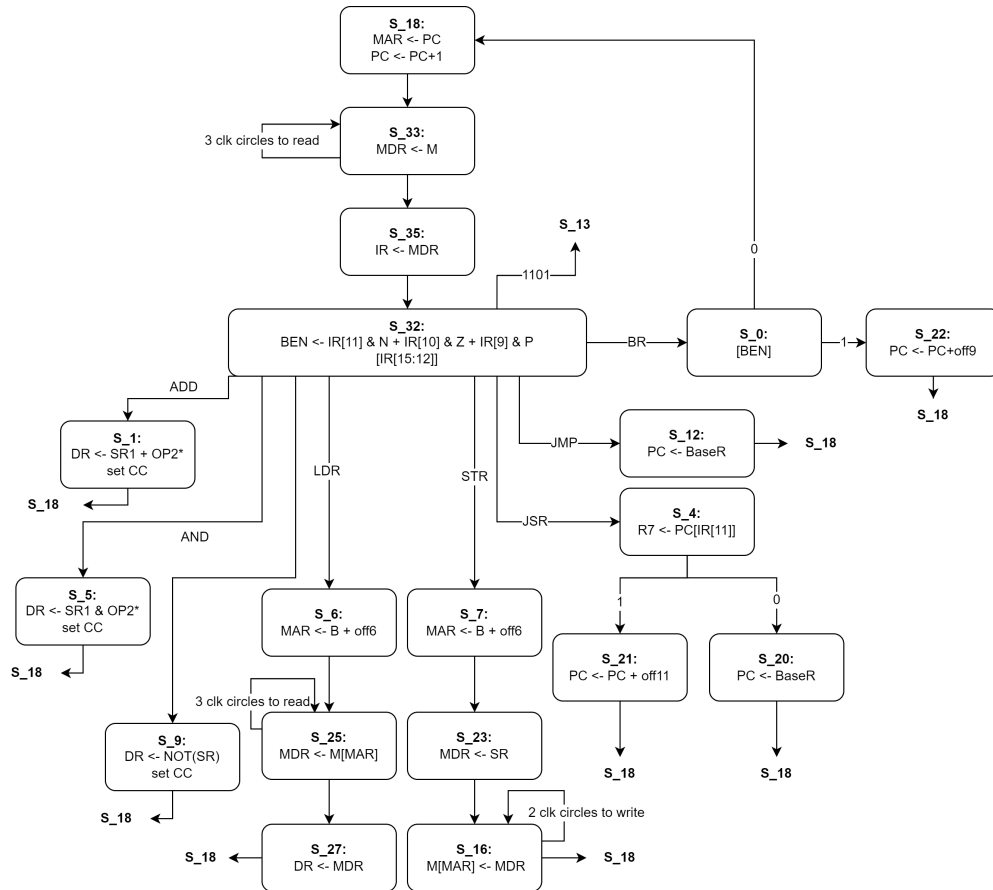 S_18:
MAR <- PC
PC <- PC+1
3 clk circles to read
S_33:
MDR <- M
S_35:
IR <- MDR
S_13
1101
0
S_32:
BEN <- IR[11] & N + IR[10] & Z + IR[9] & P
[IR[15:12]]
BR
S_0:
[BEN]
1
S_22:
PC <- PC+off9
S_18
ADD
S_1:
DR <- SR1 + OP2*
set CC
S_18
LDR
STR
JMP
S_12:
PC <- BaseR
S_18
JSR
S_4:
R7 <- PC[IR[11]]
AND
S_5:
DR <- SR1 & OP2*
set CC
S_18
S_6:
MAR <- B + off6
S_7:
MAR <- B + off6
1
0
S_21:
PC <- PC + off11
S_20:
PC <- BaseR
S_18
S_18
3 clk circles to read
S_9:
DR <- NOT(SR)
set CC
S_18
S_25:
MDR <- M[MAR]
S_23:
MDR <- SR
2 clk circles to write
S_18
S_27:
DR <- MDR
S_16:
M[MAR] <- MDR
S_18